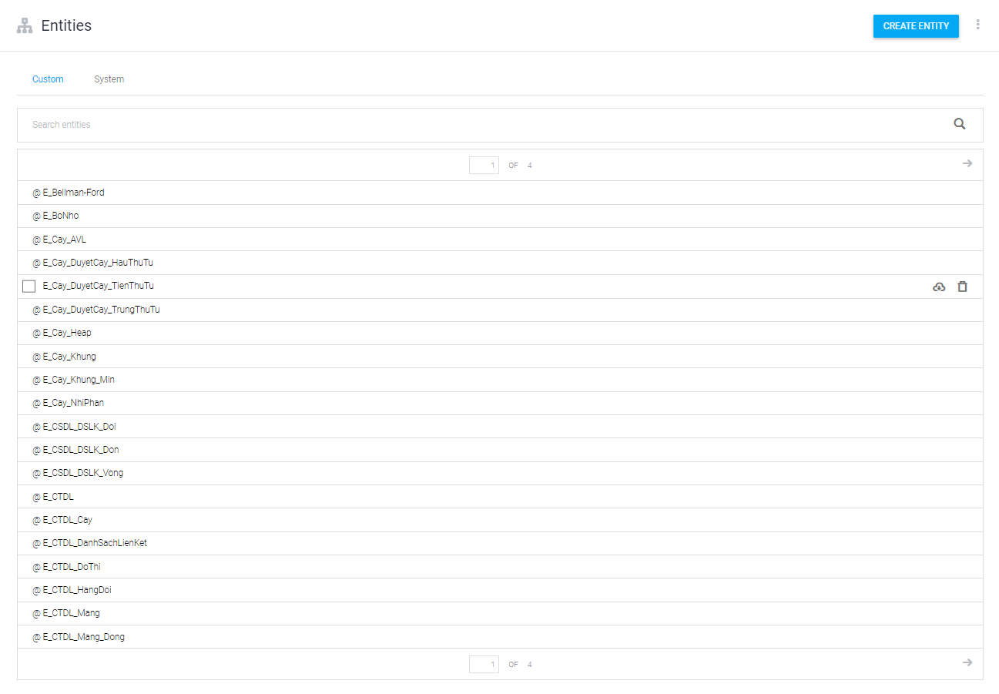 Entities
CREATE ENTITY
Custom System
Search entities
1 OF 4
@ E_Bellman-Ford
@ E_BoNho
@ E_Cay_AVL
@ E_Cay_DuyetCay_HauThuTu
E_Cay_DuyetCay_TienThuTu
@ E_Cay_DuyetCay_TrungThuTu
@ E_Cay_Heap
@ E_Cay_Khung
@ E_Cay_Khung_Min
@ E_Cay_NhiPhan
@ E_CSDL_DSLK_Doi
@ E_CSDL_DSLK_Don
@ E_CSDL_DSLK_Vong
@ E_CTDL
@ E_CTDL_Cay
@ E_CTDL_DanhSachLienKet
@ E_CTDL_DoThi
@ E_CTDL_HangDoi
@ E_CTDL_Mang
@ E_CTDL_Mang_Dong
1 OF 4